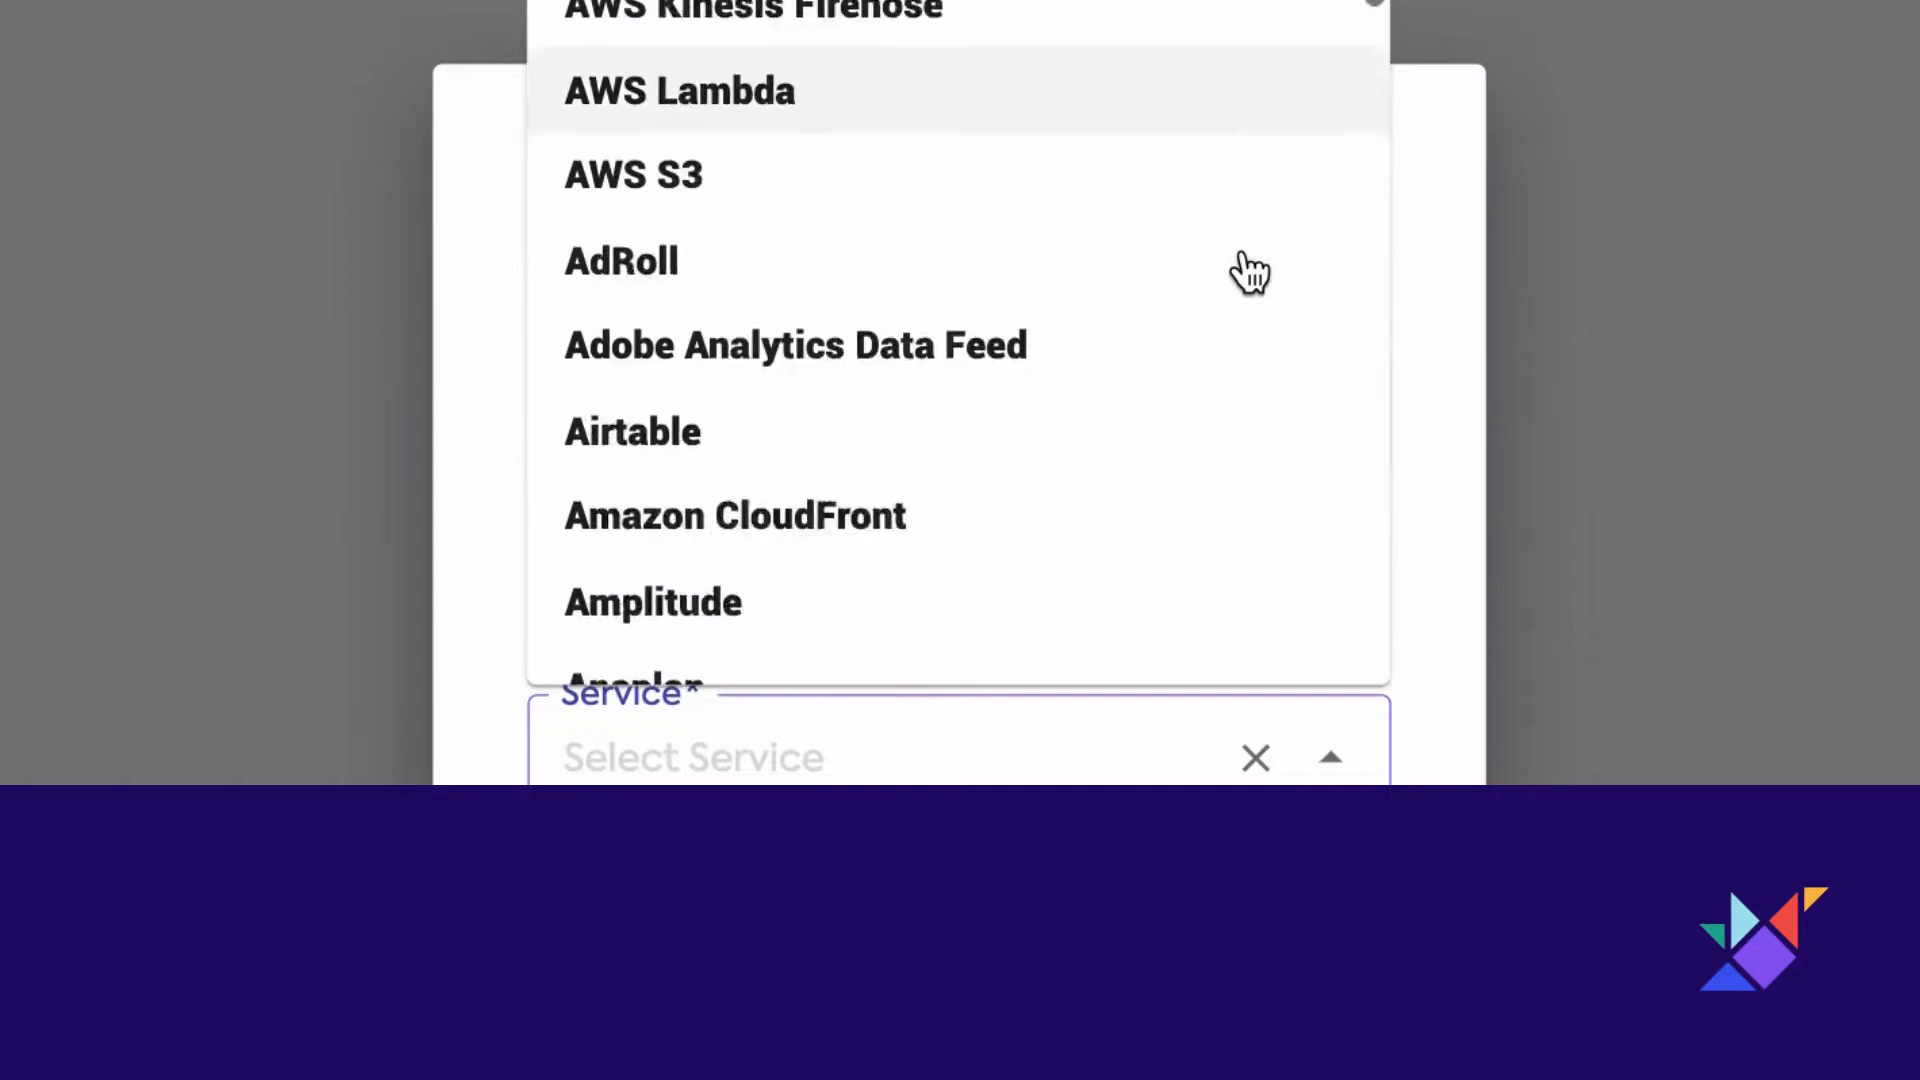 AWS Kinesis Firehose
AWS Lambda
AWS S3
AdRoll
Adobe Analytics Data Feed
Airtable
Amazon CloudFront
Amplitude
Service*
Select Service